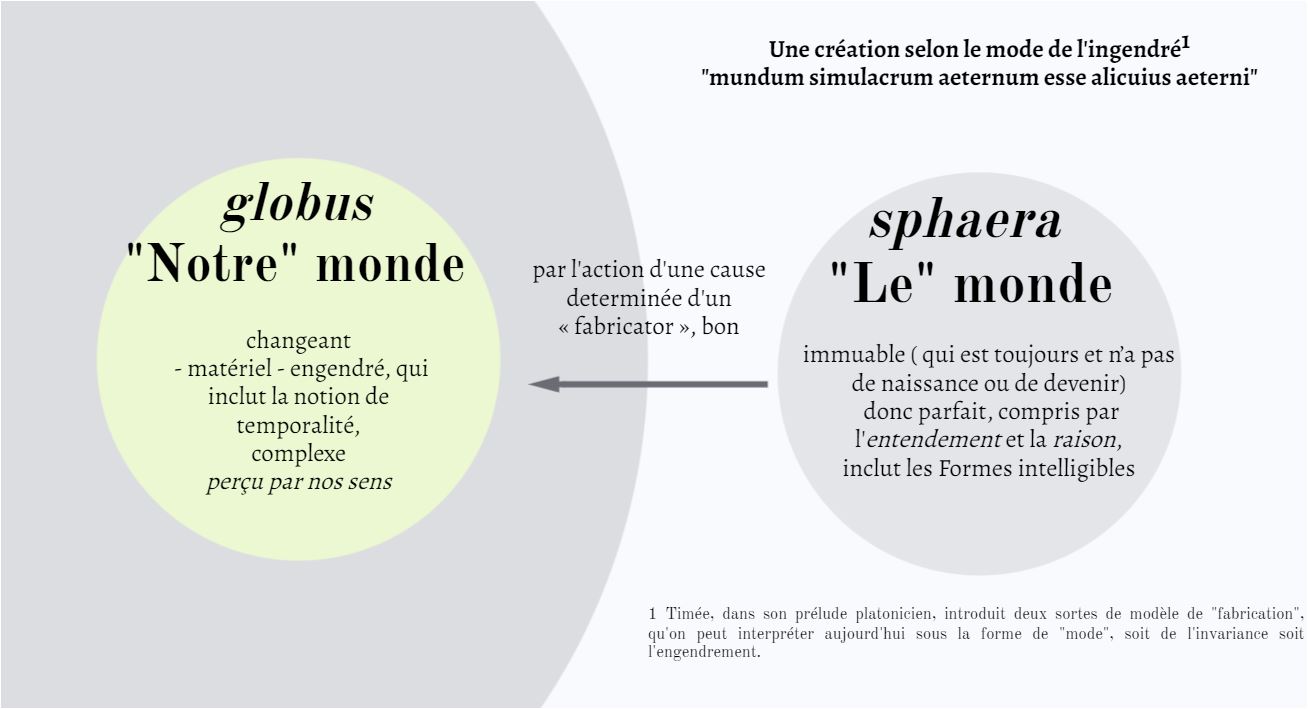 Une création selon le mode de l'ingendré¹
"mundum simulacrum aeternum esse alicuius aeterni"
globus
"Notre" monde
changeant
- matériel - engendré, qui
inclut la notion de
temporalité,
complexe
perçu par nos sens
par l'action d'une cause
determinée d'un
« fabricator », bon
sphaera
"Le" monde
immuable ( qui est toujours et n’a pas
de naissance ou de devenir)
donc parfait, compris par
l'entendement et la raison,
inclut les Formes intelligibles
1 Timée, dans son prélude platonicien, introduit deux sortes de modèle de "fabrication",
qu'on peut interpréter aujourd'hui sous la forme de "mode", soit de l'invariance soit
l'engendrement.